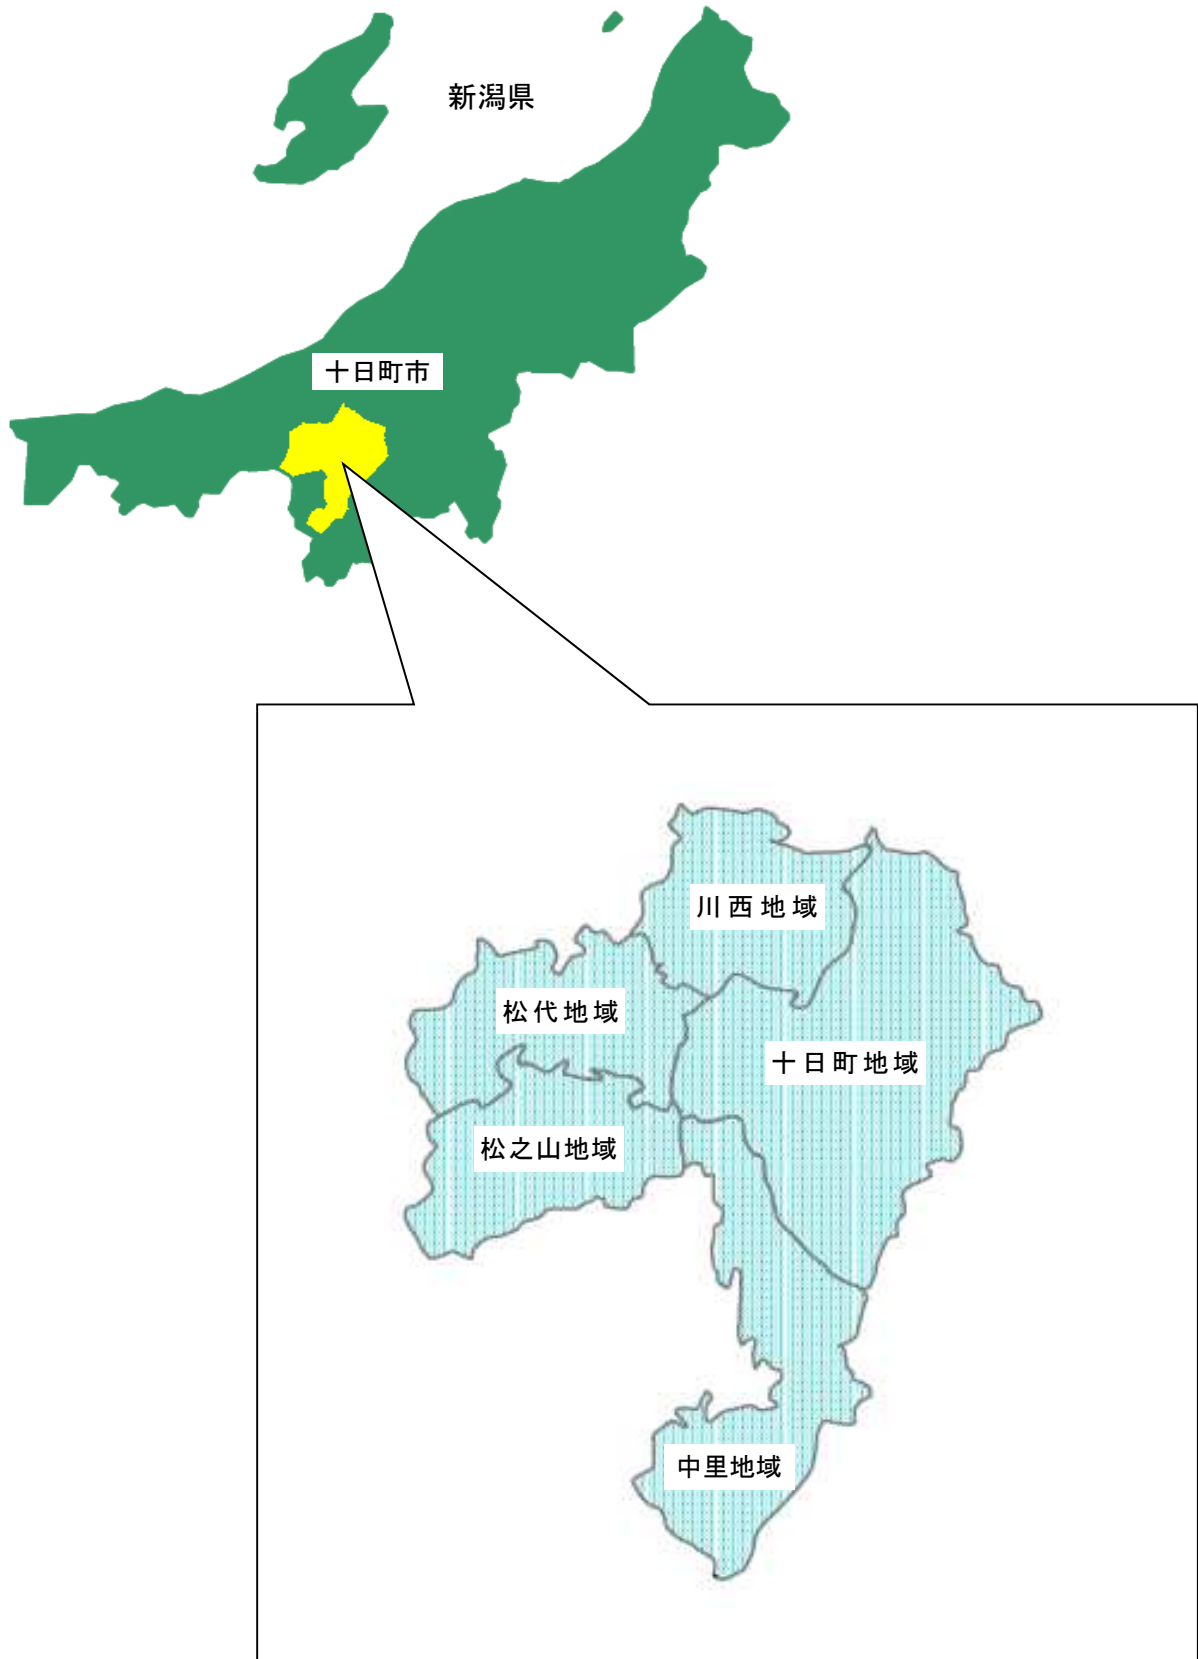 新潟県
十日町市
川西地域
松代地域
十日町地域
松之山地域
中里地域